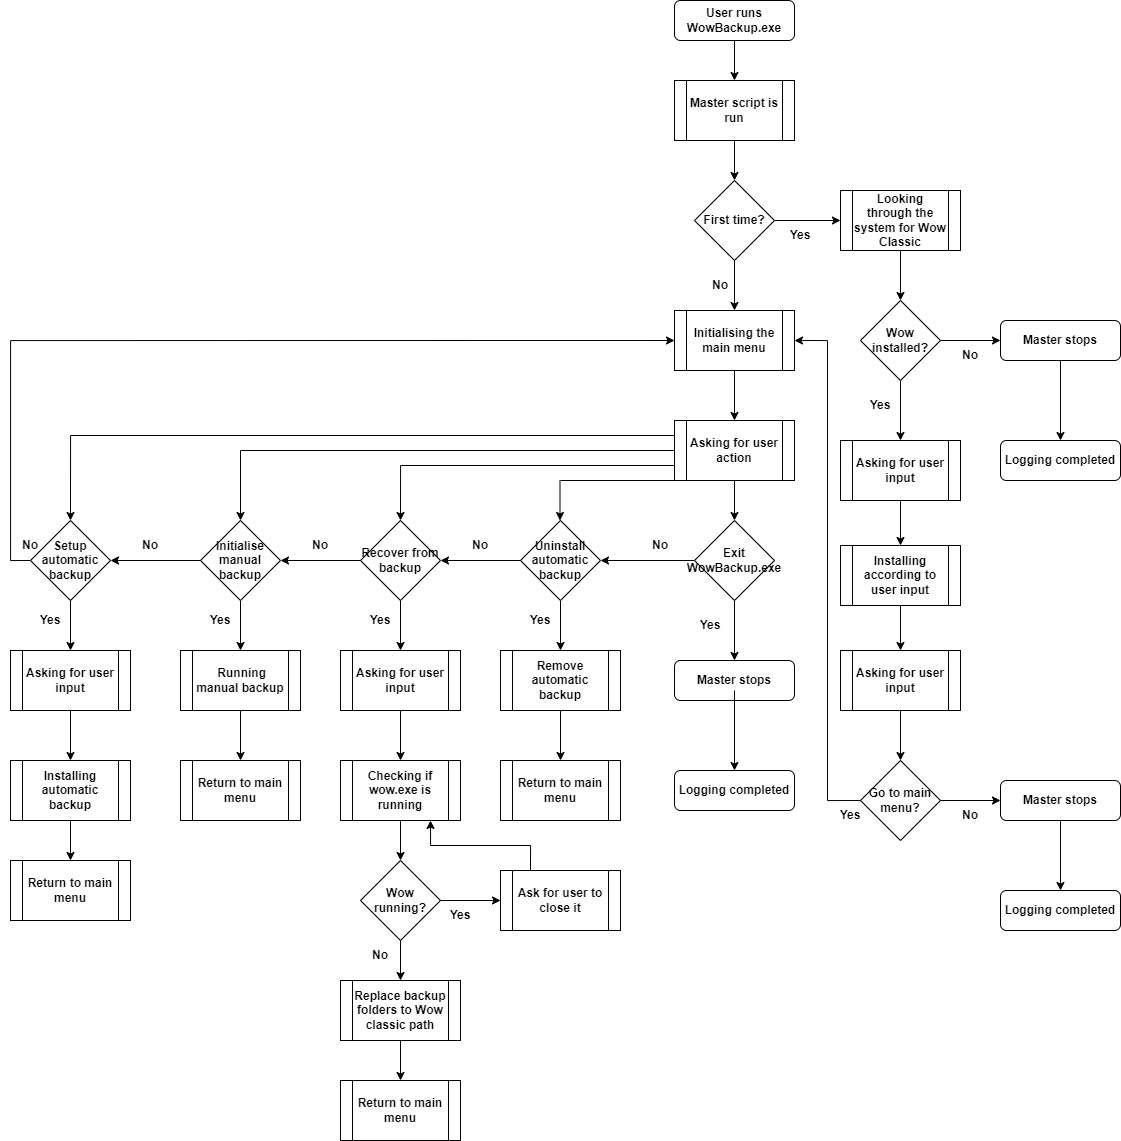 User runs
WowBackup.exe
Master script is
run
First time?
Yes
Looking
through the
system for Wow
Classic
No
Initialising the
main menu
Wow
installed?
No
Master stops
Yes
Asking for user
action
Asking for user
input
Logging completed
No
Setup
automatic
backup
No
Initialise
manual
backup
No
Recover from
backup
No
Uninstall
automatic
backup
No
Exit
WowBackup.exe
Installing
according to
user input
Yes
Yes
Yes
Yes
Yes
Asking for user
input
Running
manual backup
Asking for user
input
Remove
automatic
backup
Master stops
Asking for user
input
Installing
automatic
backup
Return to main
menu
Checking if
wow.exe is
running
Return to main
menu
Logging completed
Go to main
menu?
Yes
No
Master stops
Return to main
menu
Wow
running?
Yes
Ask for user to
close it
Logging completed
No
Replace backup
folders to Wow
classic path
Return to main
menu